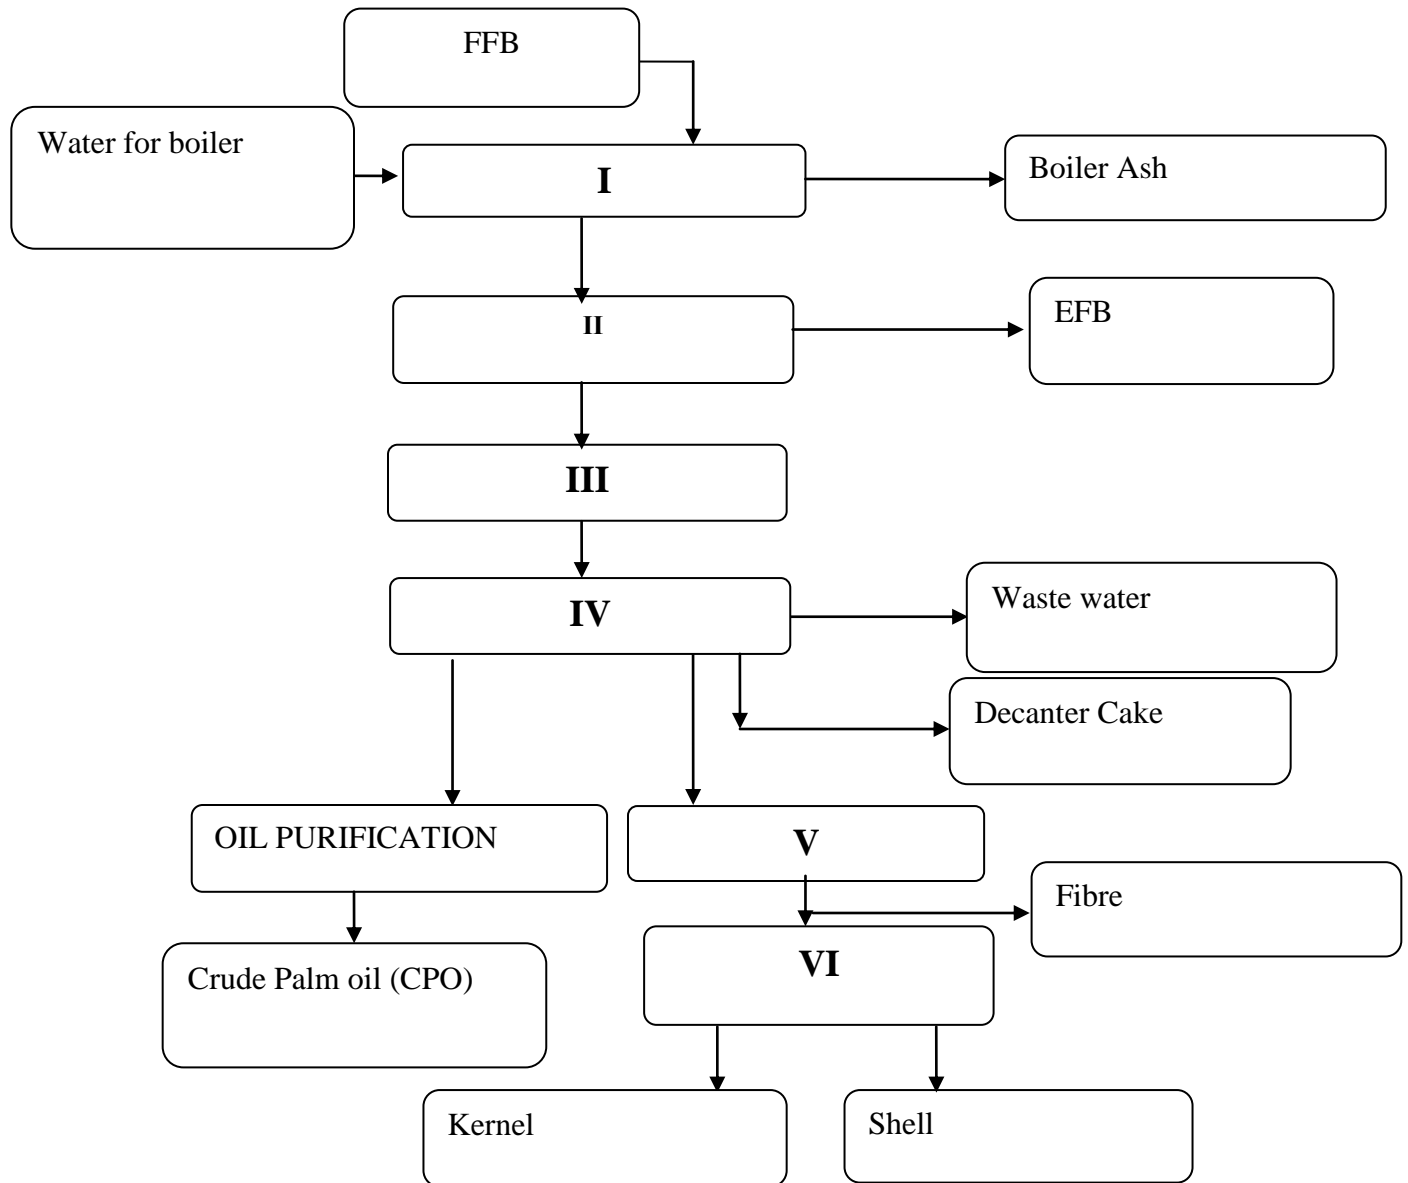 FFB
Water for boiler
I
Boiler Ash
II
EFB
III
IV
Waste water
Decanter Cake
OIL PURIFICATION
V
Fibre
Crude Palm oil (CPO)
VI
Kernel
Shell